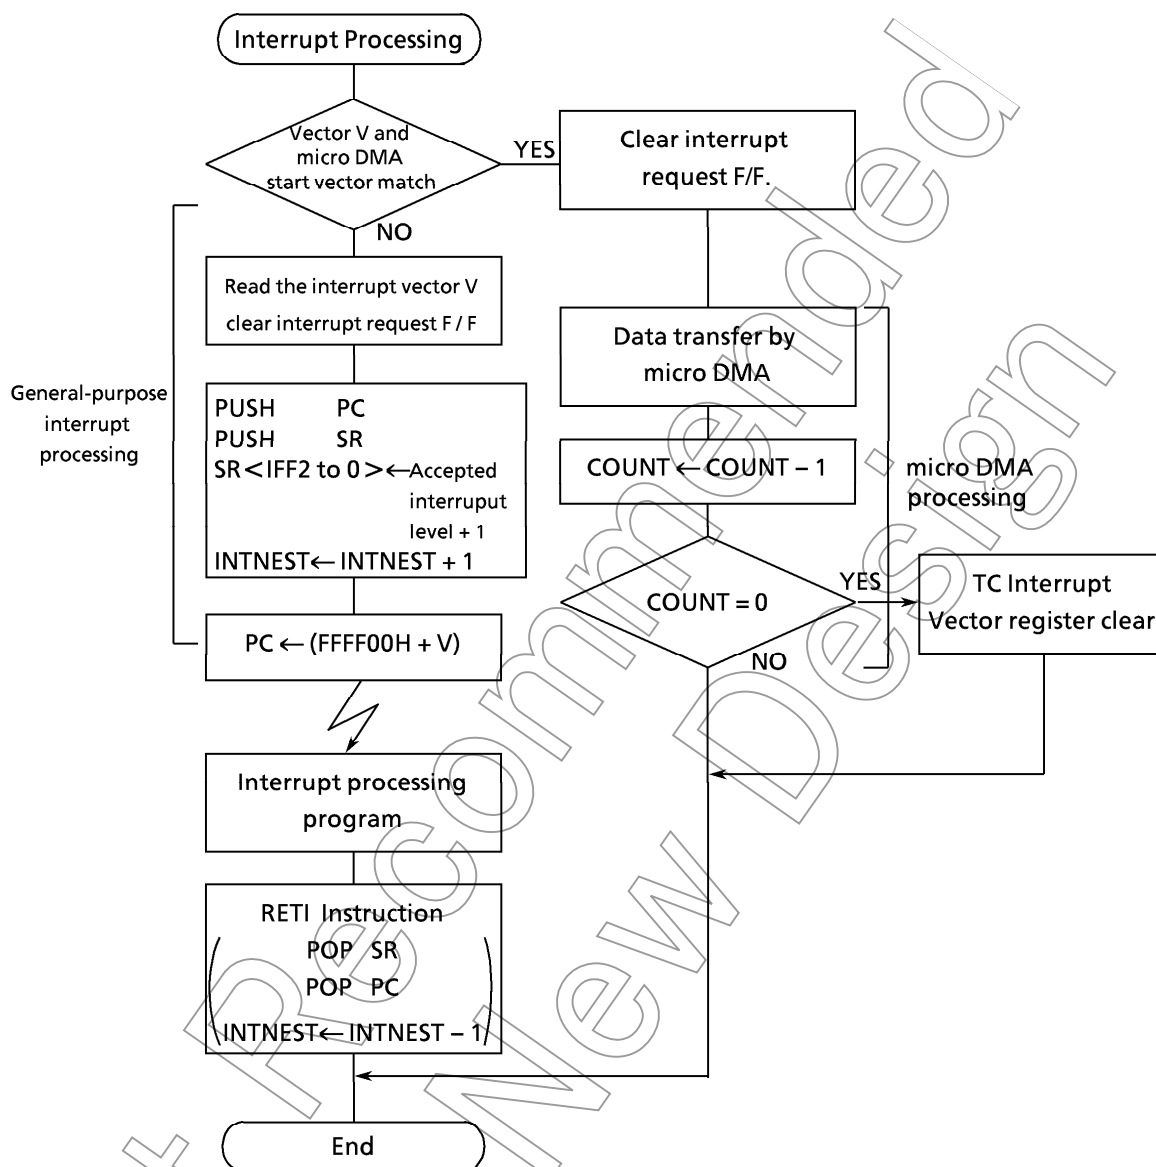 Interrupt Processing
Vector V and
micro DMA
start vector match
YES
Clear interrupt
request F/F.
NO
Read the interrupt vector V
clear interrupt request F / F
General-purpose
interrupt
processing
PUSH PC
PUSH SR
SR<IFF2 to 0>←Accepted
interruput
level + 1
INTNEST←INTNEST + 1
PC ← (FFFF00H + V)
Data transfer by
micro DMA
COUNT ← COUNT – 1
micro DMA
processing
COUNT = 0
YES
NO
TC Interrupt
Vector register clear
Interrupt processing
program
RETI Instruction
POP SR
POP PC
INTNEST←INTNEST – 1
End
Recommended
New Design